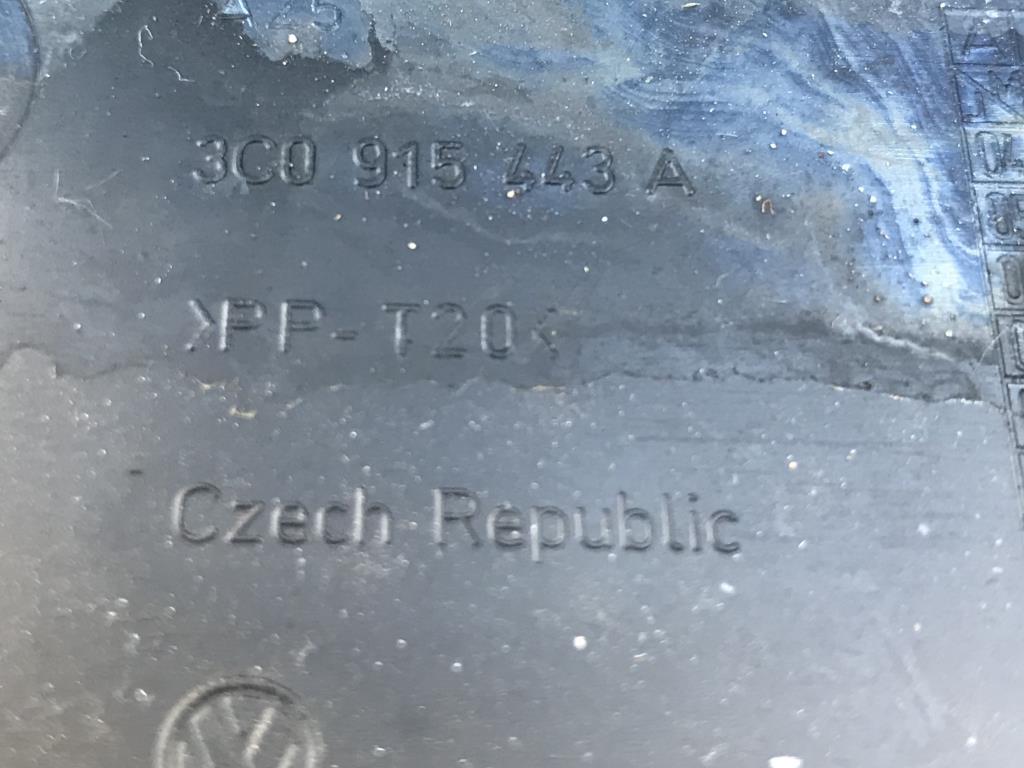 3C0 915 443 A
>PP-T20<
Czech Republic